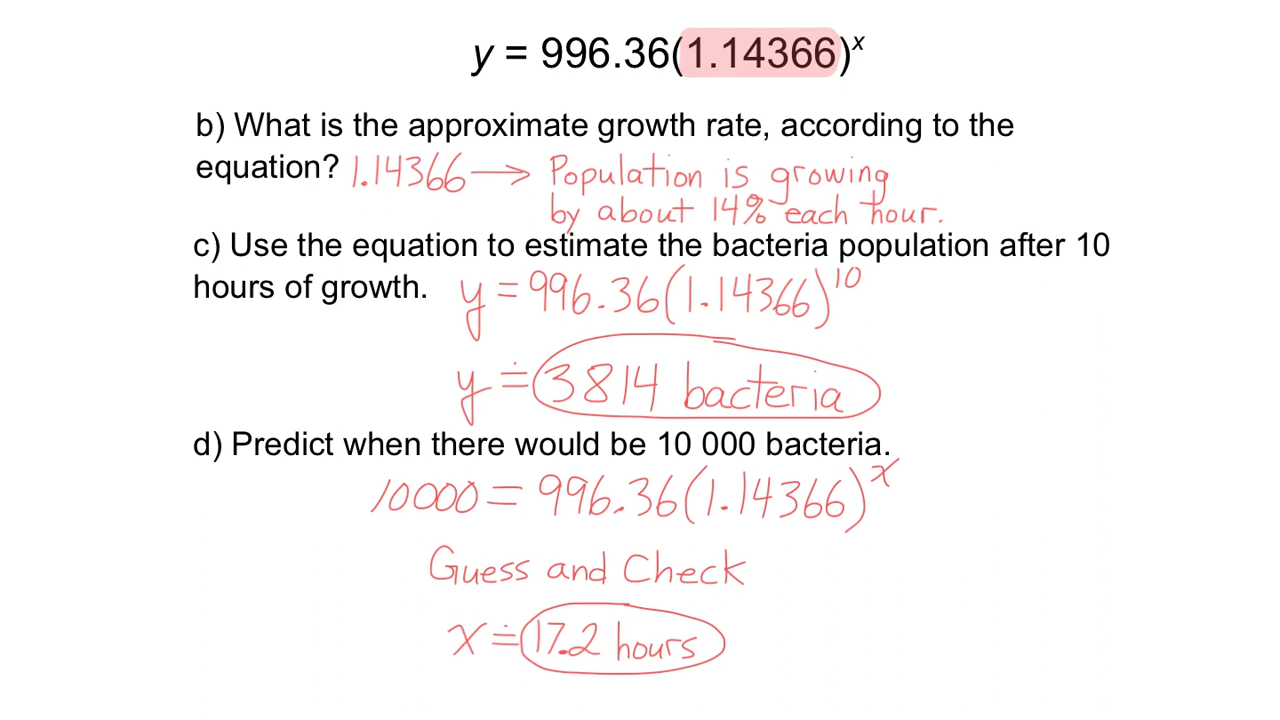 y = 996.36(1.14366)ˣ
b) What is the approximate growth rate, according to the
equation? 1.14366 → Population is growing
by about 14% each hour.
c) Use the equation to estimate the bacteria population after 10
hours of growth. y = 996.36(1.14366)¹⁰
y ≐ 3814 bacteria
d) Predict when there would be 10 000 bacteria.
10000 = 996.36(1.14366)ˣ
Guess and Check
x ≐ 17.2 hours